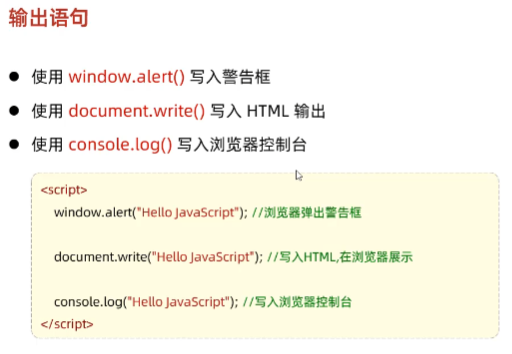 输出语句
● 使用 window.alert() 写入警告框
● 使用 document.write() 写入 HTML 输出
● 使用 console.log() 写入浏览器控制台
<script>
window.alert("Hello JavaScript"); //浏览器弹出警告框
document.write("Hello JavaScript"); //写入HTML,在浏览器展示
console.log("Hello JavaScript"); //写入浏览器控制台
</script>